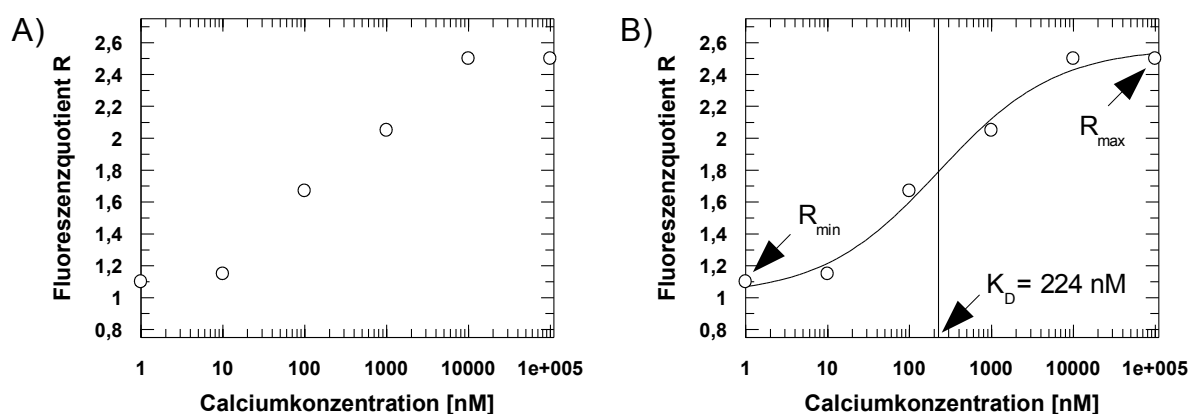 A)
Fluoreszenzquotient R
2,6
2,4
2,2
2
1,8
1,6
1,4
1,2
1
0,8
1 10 100 1000 10000 1e+005
Calciumkonzentration [nM]
B)
Fluoreszenzquotient R
2,6
2,4
2,2
2
1,8
1,6
1,4
1,2
1
0,8
R_max
R_min
K_D = 224 nM
1 10 100 1000 10000 1e+005
Calciumkonzentration [nM]